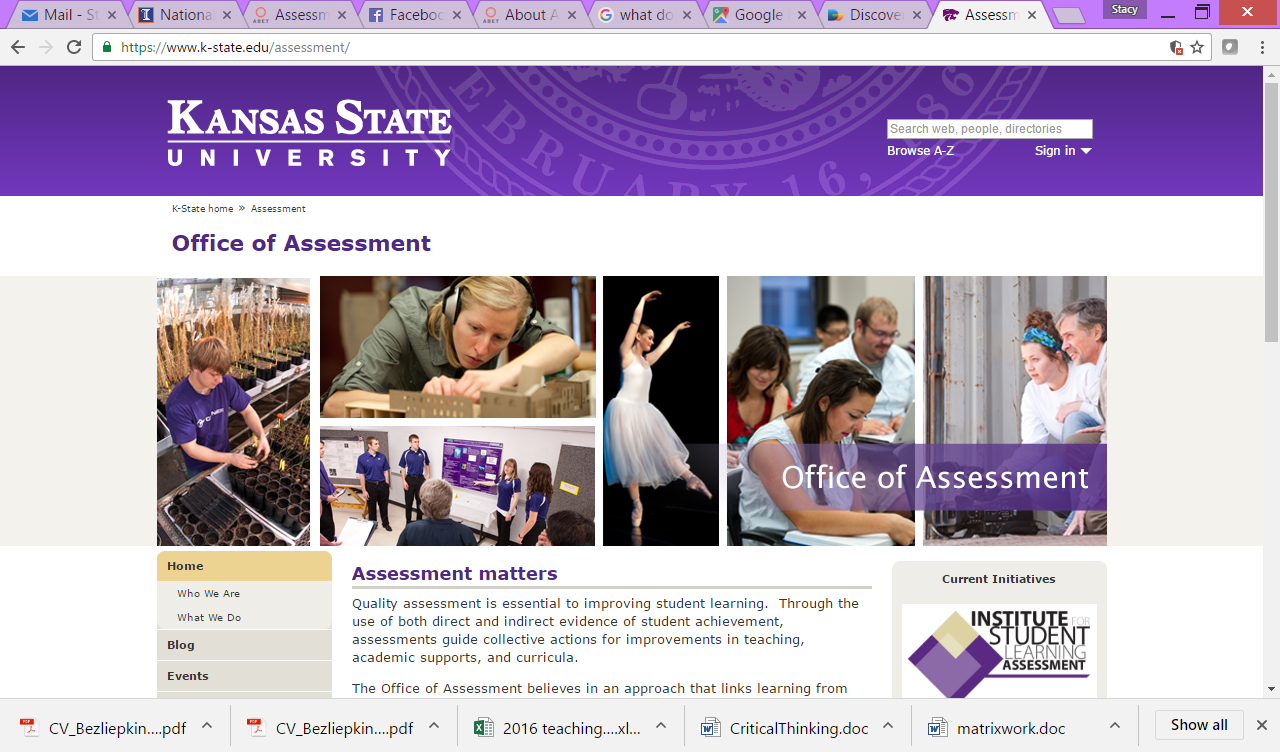 Mail - St
Nationa
Assessm
Faceboc
About A
what do
Google
Discover
Assessm
Stacy
https://www.k-state.edu/assessment/
KANSAS STATE
UNIVERSITY
FEBRUARY 16, 186
Search web, people, directories
Browse A-Z
Sign in
K-State home » Assessment
Office of Assessment
Office of Assessment
Home
Who We Are
What We Do
Blog
Events
Assessment matters
Quality assessment is essential to improving student learning. Through the
use of both direct and indirect evidence of student achievement,
assessments guide collective actions for improvements in teaching,
academic supports, and curricula.
The Office of Assessment believes in an approach that links learning from
Current Initiatives
INSTITUTE FOR
STUDENT
LEARNING
ASSESSMENT
CV_Bezliepkin....pdf
CV_Bezliepkin....pdf
2016 teaching....xl...
CriticalThinking.doc
matrixwork.doc
Show all